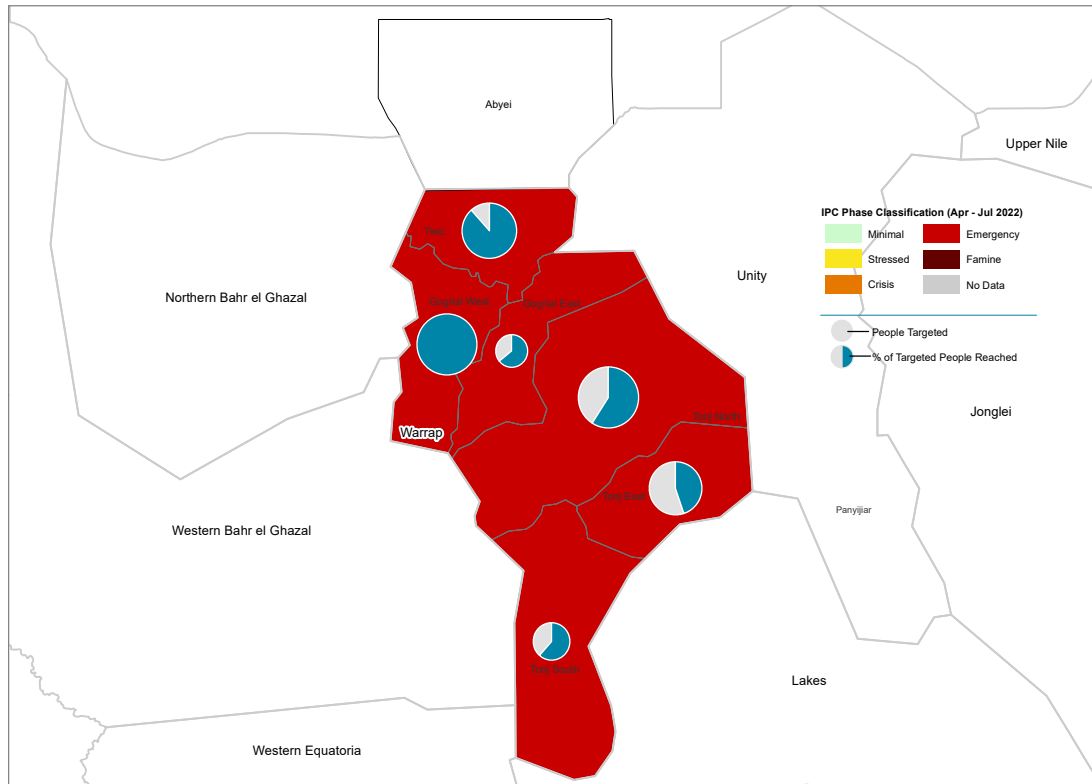 Abyei
Upper Nile
IPC Phase Classification (Apr - Jul 2022)
Minimal
Emergency
Stressed
Famine
Crisis
No Data
People Targeted
% of Targeted People Reached
Twic
Unity
Northern Bahr el Ghazal
Gogrial West
Gogrial East
Jonglei
Tonj North
Warrap
Tonj East
Panyijiar
Western Bahr el Ghazal
Tonj South
Lakes
Western Equatoria